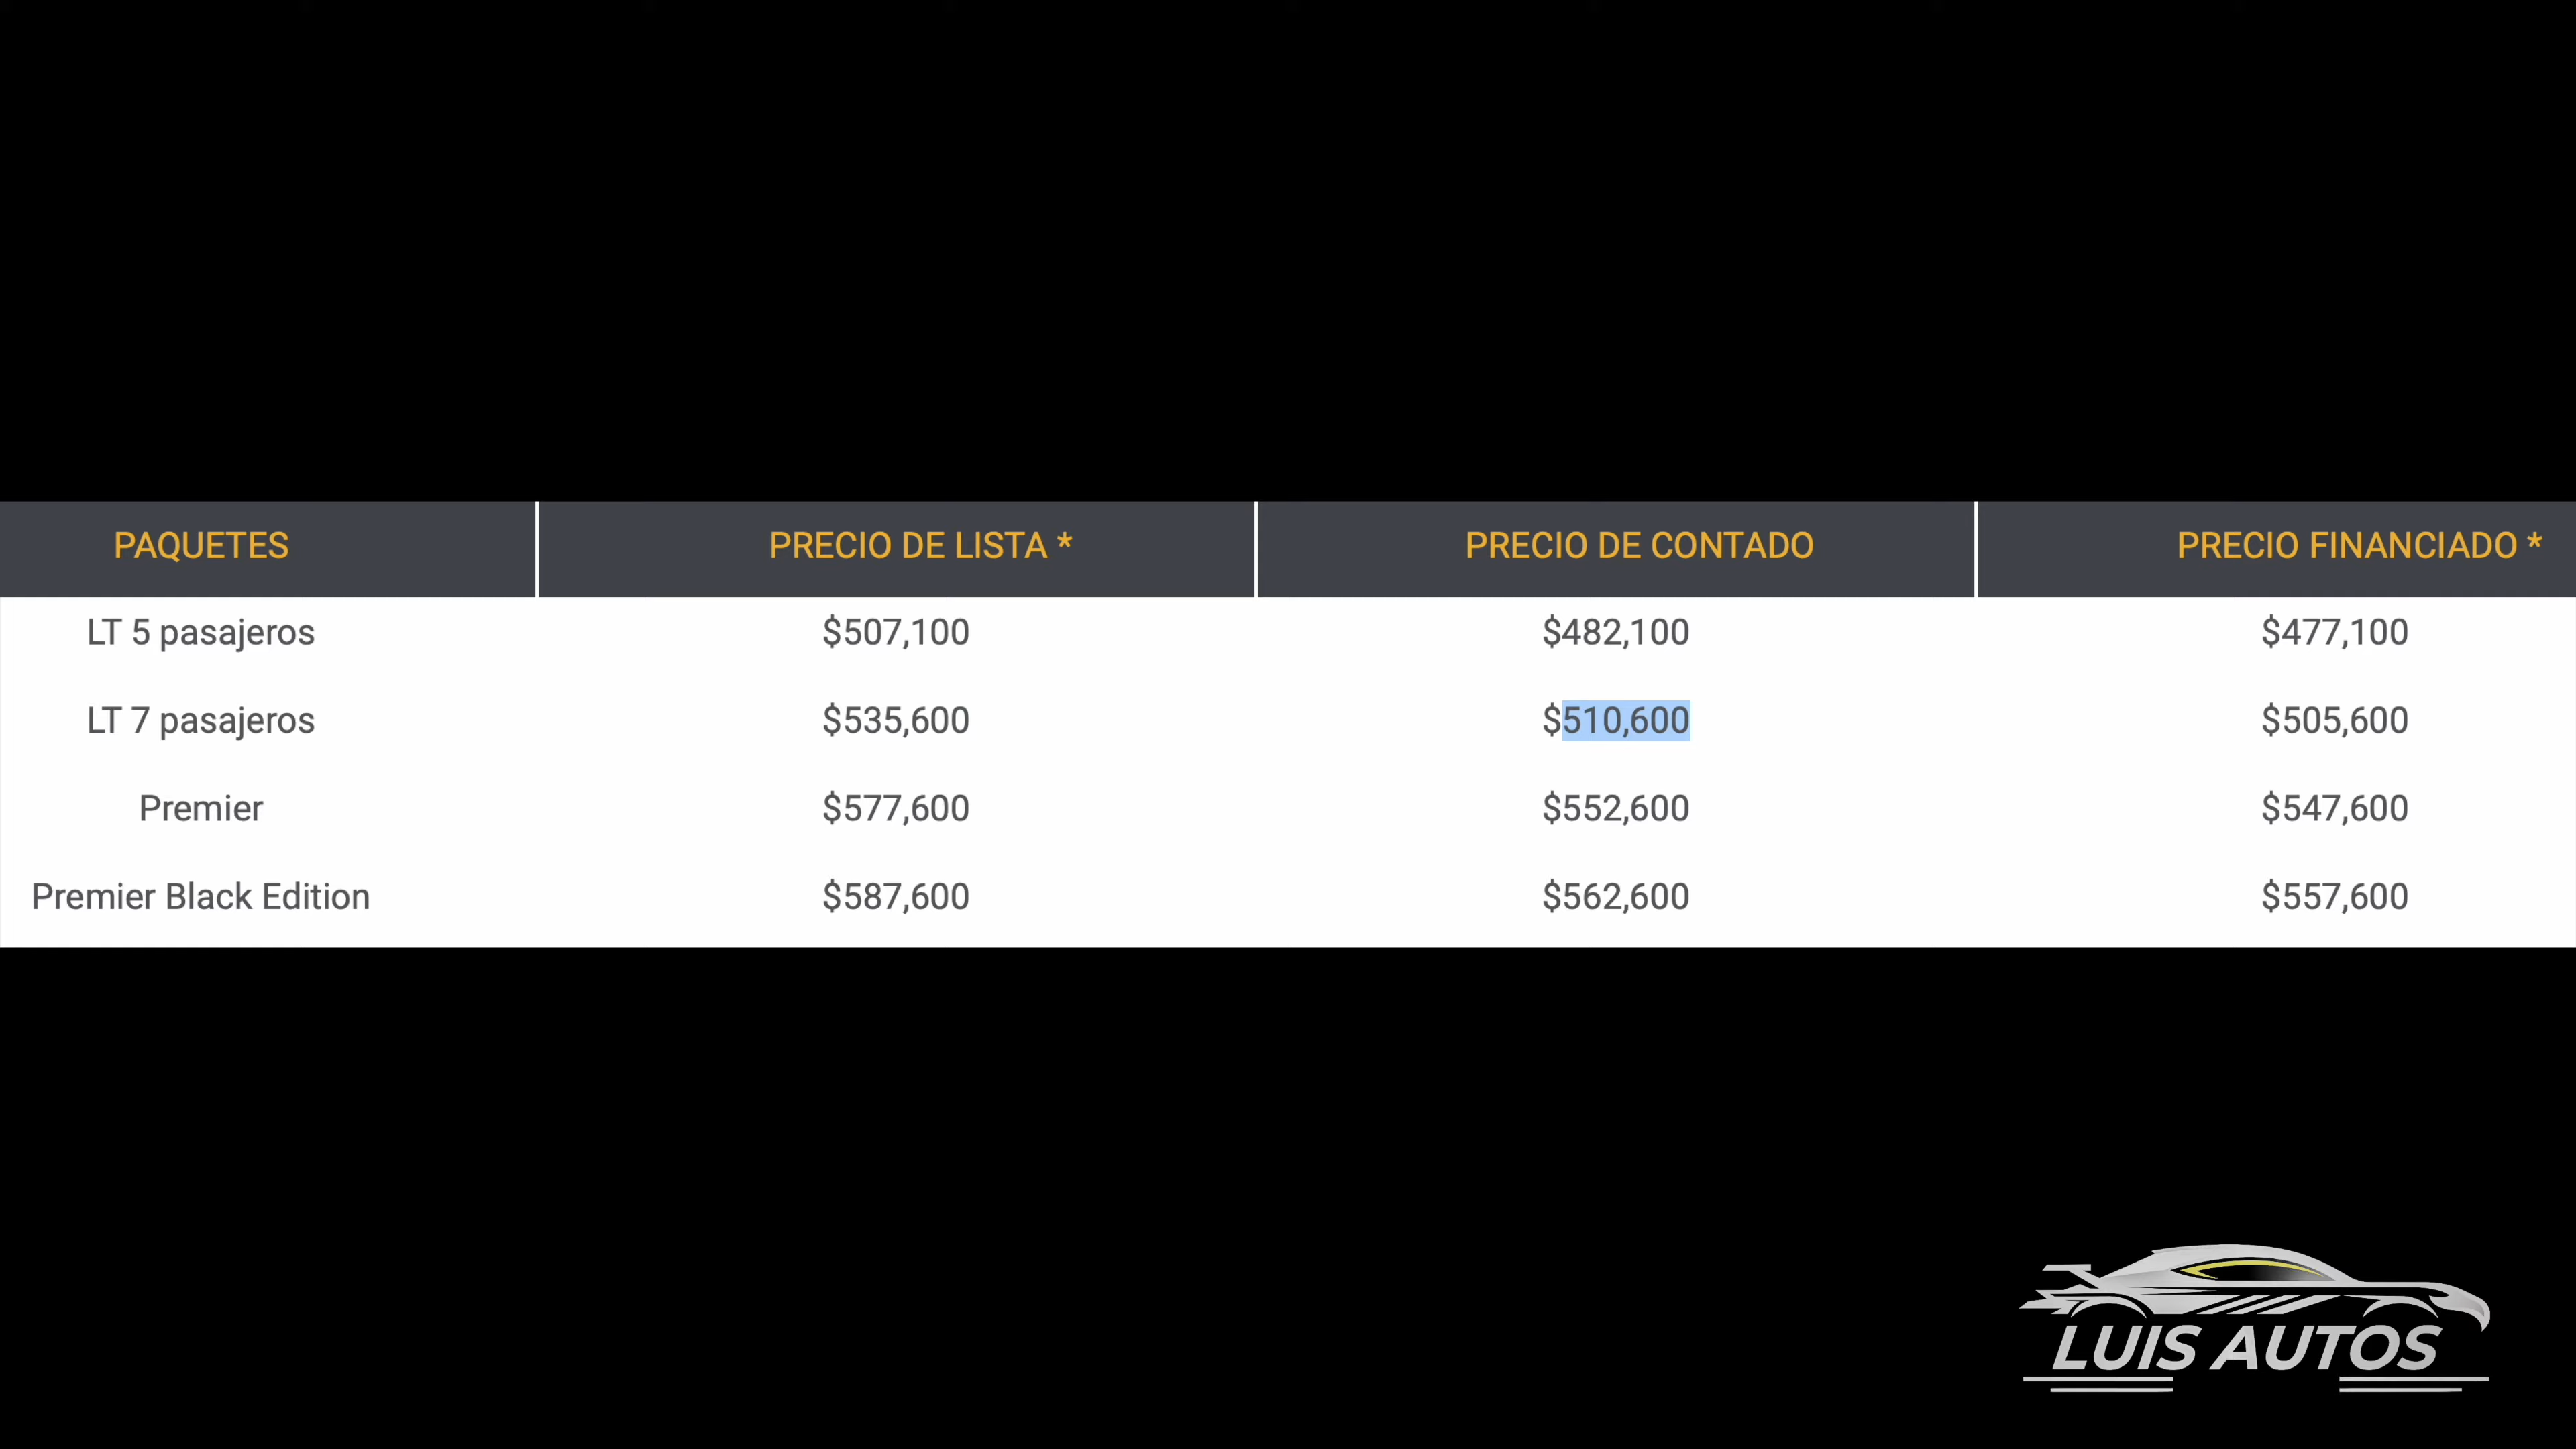 PAQUETES PRECIO DE LISTA * PRECIO DE CONTADO PRECIO FINANCIADO *
LT 5 pasajeros $507,100 $482,100 $477,100
LT 7 pasajeros $535,600 $510,600 $505,600
Premier $577,600 $552,600 $547,600
Premier Black Edition $587,600 $562,600 $557,600
LUIS AUTOS